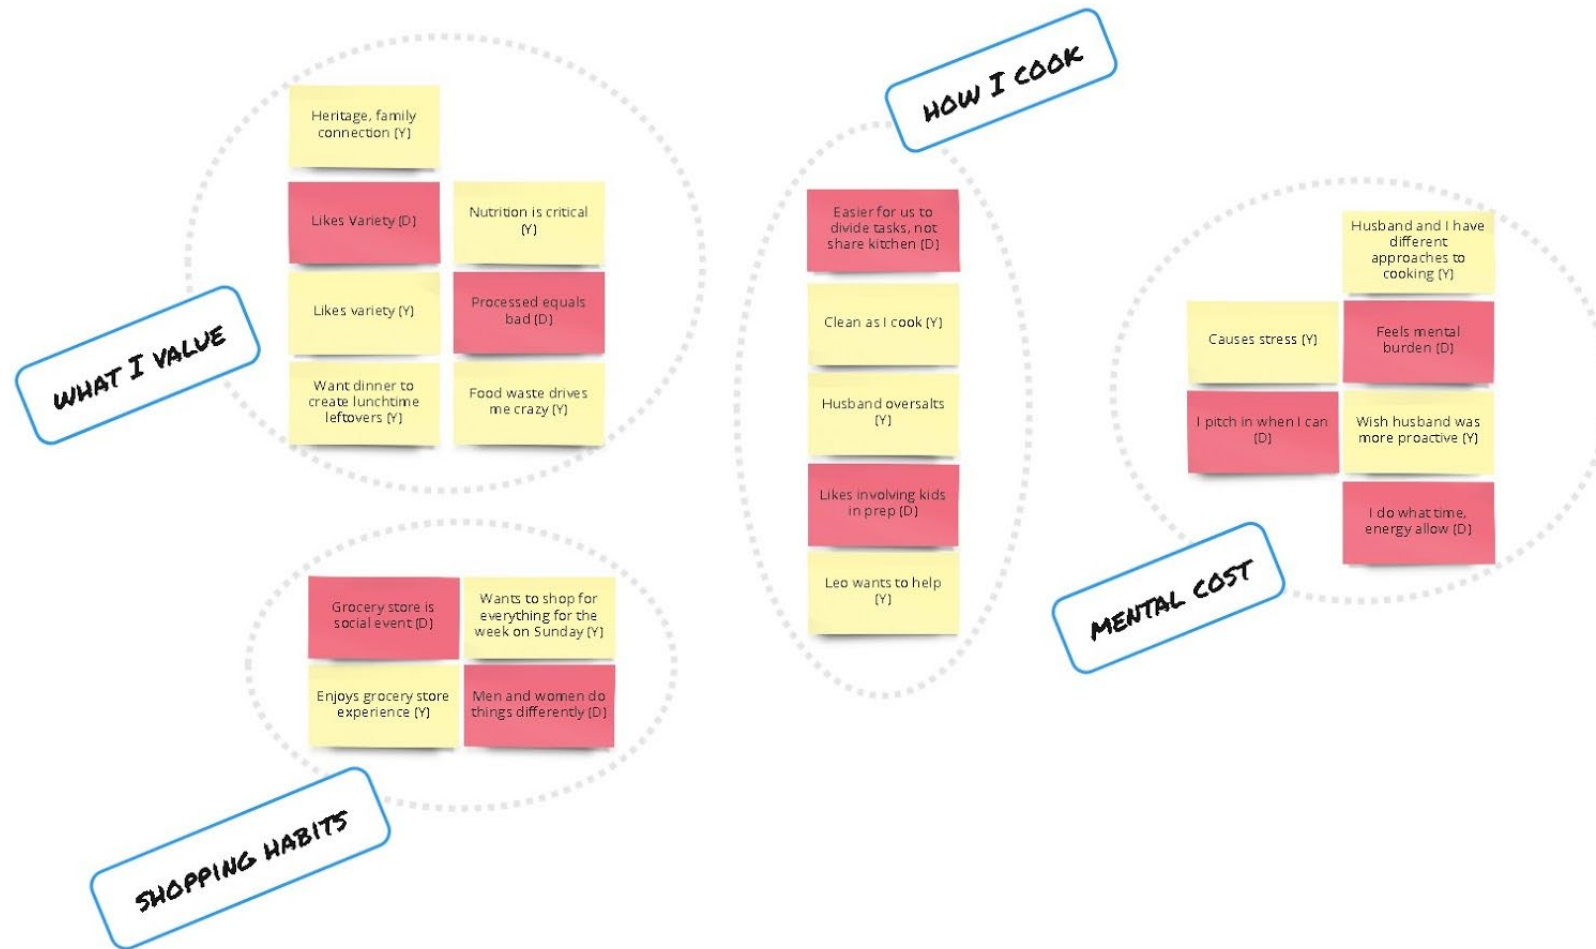 WHAT I VALUE
Heritage, family
connection (Y)
Likes Variety (D)
Nutrition is critical
(Y)
Likes variety (Y)
Processed equals
bad (D)
Want dinner to
create lunchtime
leftovers (Y)
Food waste drives
me crazy (Y)
SHOPPING HABITS
Grocery store is
social event (D)
Wants to shop for
everything for the
week on Sunday (Y)
Enjoys grocery store
experience (Y)
Men and women do
things differently (D)
HOW I COOK
Easier for us to
divide tasks, not
share kitchen (D)
Clean as I cook (Y)
Husband oversalts
(Y)
Likes involving kids
in prep (D)
Leo wants to help
(Y)
MENTAL COST
Husband and I have
different
approaches to
cooking (Y)
Causes stress (Y)
Feels mental
burden (D)
I pitch in when I can
(D)
Wish husband was
more proactive (Y)
I do what time,
energy allow (D)